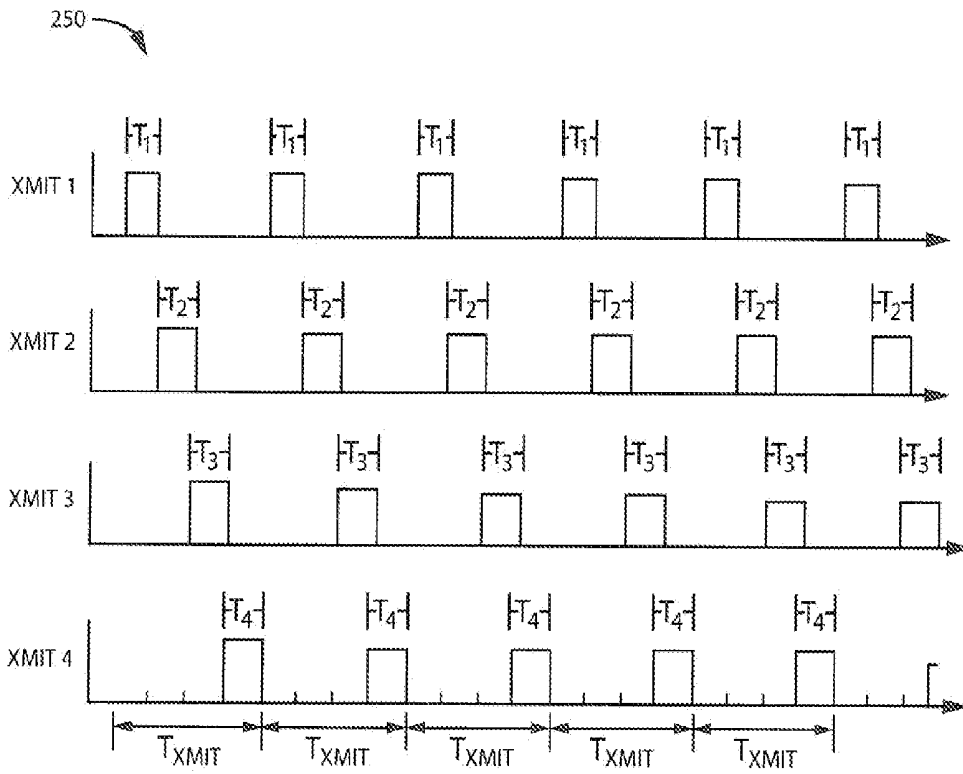 250
T1 T1 T1 T1 T1 T1
XMIT 1
T2 T2 T2 T2 T2 T2
XMIT 2
T3 T3 T3 T3 T3 T3
XMIT 3
T4 T4 T4 T4 T4
XMIT 4
TXMIT TXMIT TXMIT TXMIT TXMIT